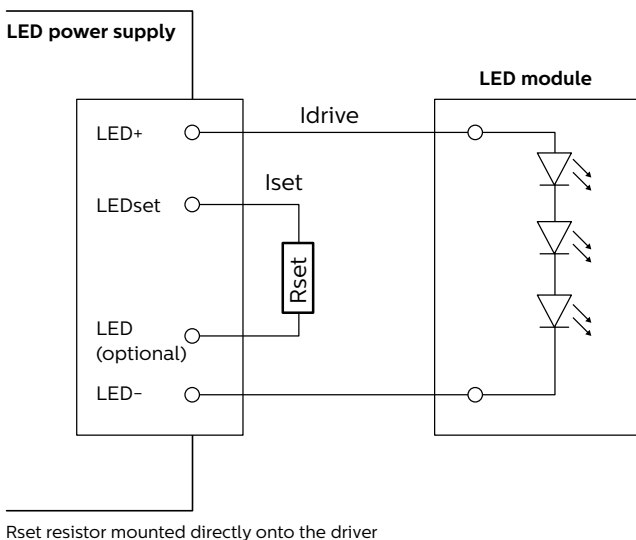 LED power supply
LED module
LED+
Idrive
Iset
LEDset
Rset
LED
(optional)
LED-
Rset resistor mounted directly onto the driver